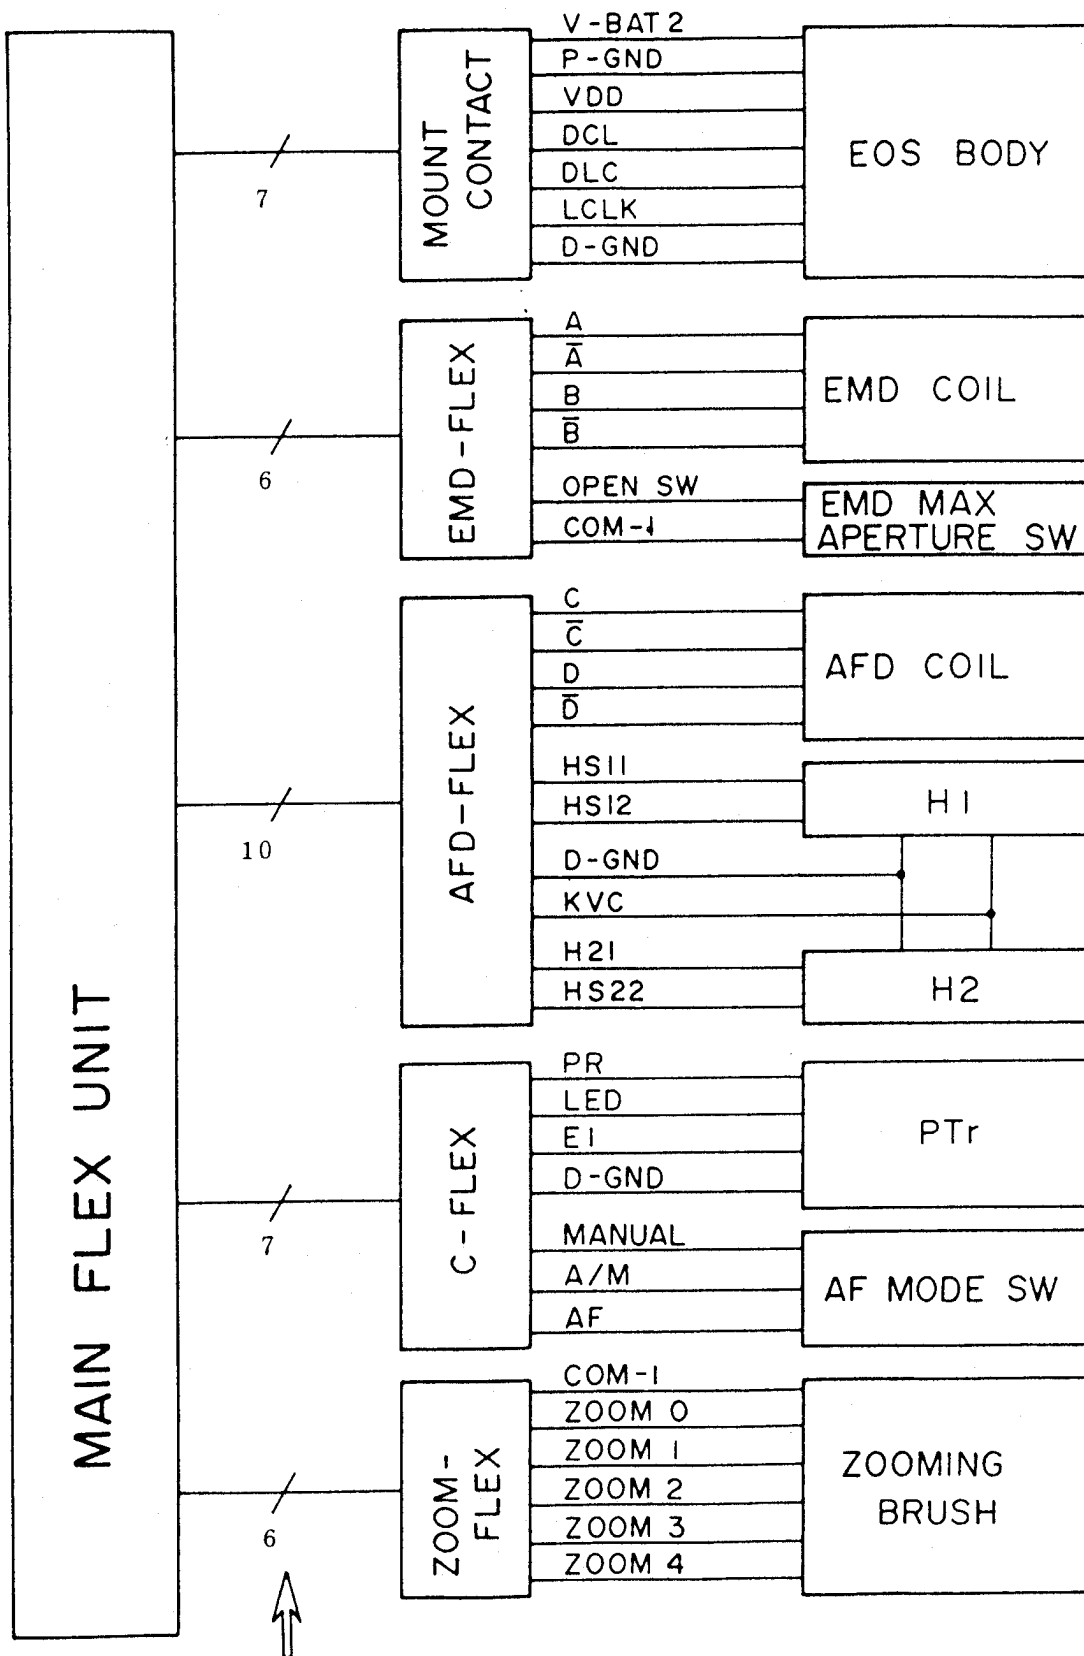 MAIN FLEX UNIT
7
MOUNT
CONTACT
V-BAT2
P-GND
VDD
DCL
DLC
LCLK
D-GND
EOS BODY
6
EMD-FLEX
A
A̅
B
B̅
OPEN SW
COM-1
EMD COIL
EMD MAX
APERTURE SW
10
AFD-FLEX
C
C̅
D
D̅
HS11
HS12
D-GND
KVC
H21
HS22
AFD COIL
H1
H2
7
C-FLEX
PR
LED
E1
D-GND
MANUAL
A/M
AF
PTr
AF MODE SW
6
ZOOM-
FLEX
COM-1
ZOOM 0
ZOOM 1
ZOOM 2
ZOOM 3
ZOOM 4
ZOOMING
BRUSH